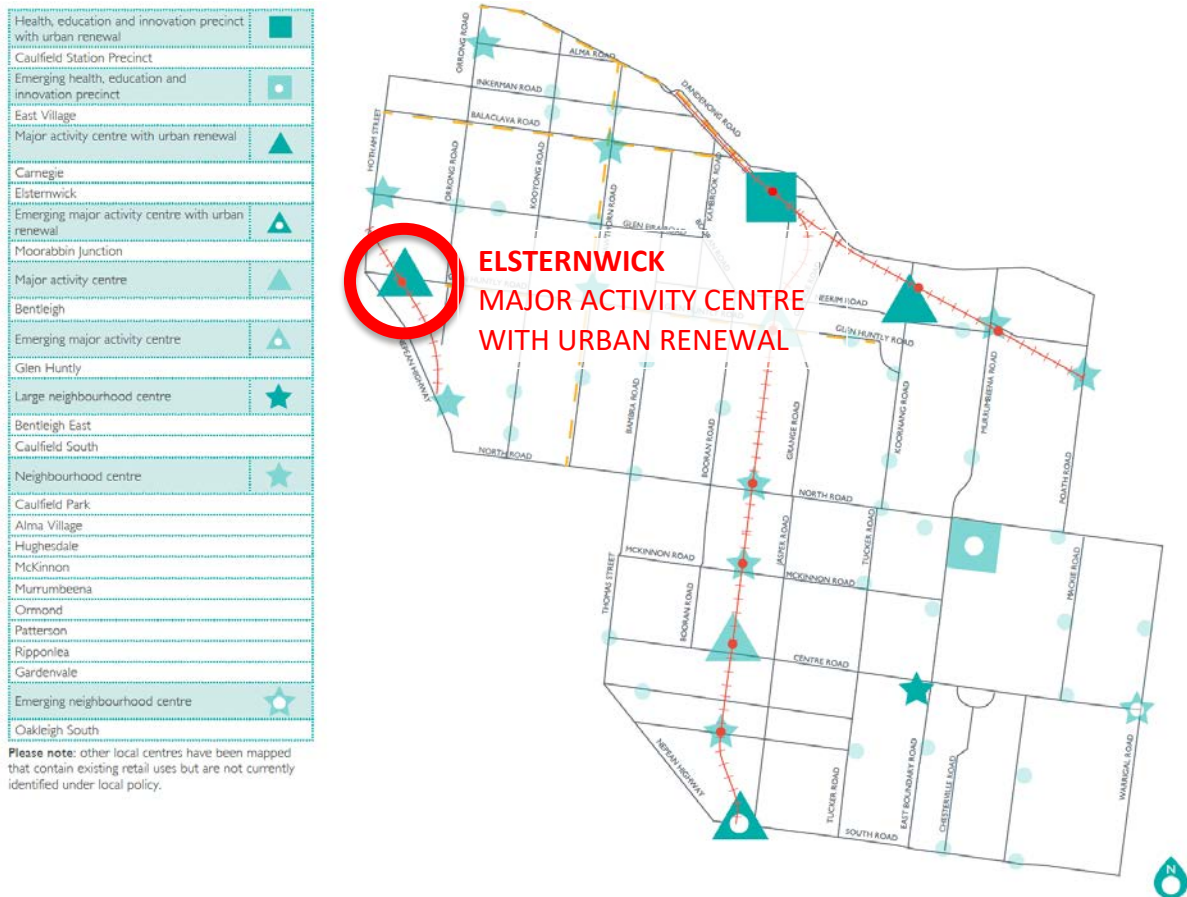 Health, education and innovation precinct
with urban renewal
Caulfield Station Precinct
Emerging health, education and
innovation precinct
East Village
Major activity centre with urban renewal
Carnegie
Elsternwick
Emerging major activity centre with urban
renewal
Moorabbin Junction
Major activity centre
Bentleigh
Emerging major activity centre
Glen Huntly
Large neighbourhood centre
Bentleigh East
Caulfield South
Neighbourhood centre
Caulfield Park
Alma Village
Hughesdale
McKinnon
Murrumbeena
Ormond
Patterson
Ripponlea
Gardenvale
Emerging neighbourhood centre
Oakleigh South
Please note: other local centres have been mapped
that contain existing retail uses but are not currently
identified under local policy.
ORRONG ROAD
ALMA ROAD
INKERMAN ROAD
DANDENONG ROAD
BALACLAVA ROAD
HOTHAM STREET
ORRONG ROAD
KOOYONG ROAD
KAMBROOK ROAD
GLEN EIRA ROAD
ELSTERNWICK
MAJOR ACTIVITY CENTRE
WITH URBAN RENEWAL
GLEN HUNTLY ROAD
NEPEAN HIGHWAY
BAMBRA ROAD
BOORAN ROAD
GRANGE ROAD
KOORNANG ROAD
MURRUMBEENA ROAD
POATH ROAD
NORTH ROAD
NORTH ROAD
MCKINNON ROAD
THOMAS STREET
BOORAN ROAD
JASPER ROAD
MCKINNON ROAD
TUCKER ROAD
MACKIE ROAD
CENTRE ROAD
NEPEAN HIGHWAY
TUCKER ROAD
EAST BOUNDARY ROAD
CHESTERVILLE ROAD
WARRIGAL ROAD
SOUTH ROAD
N